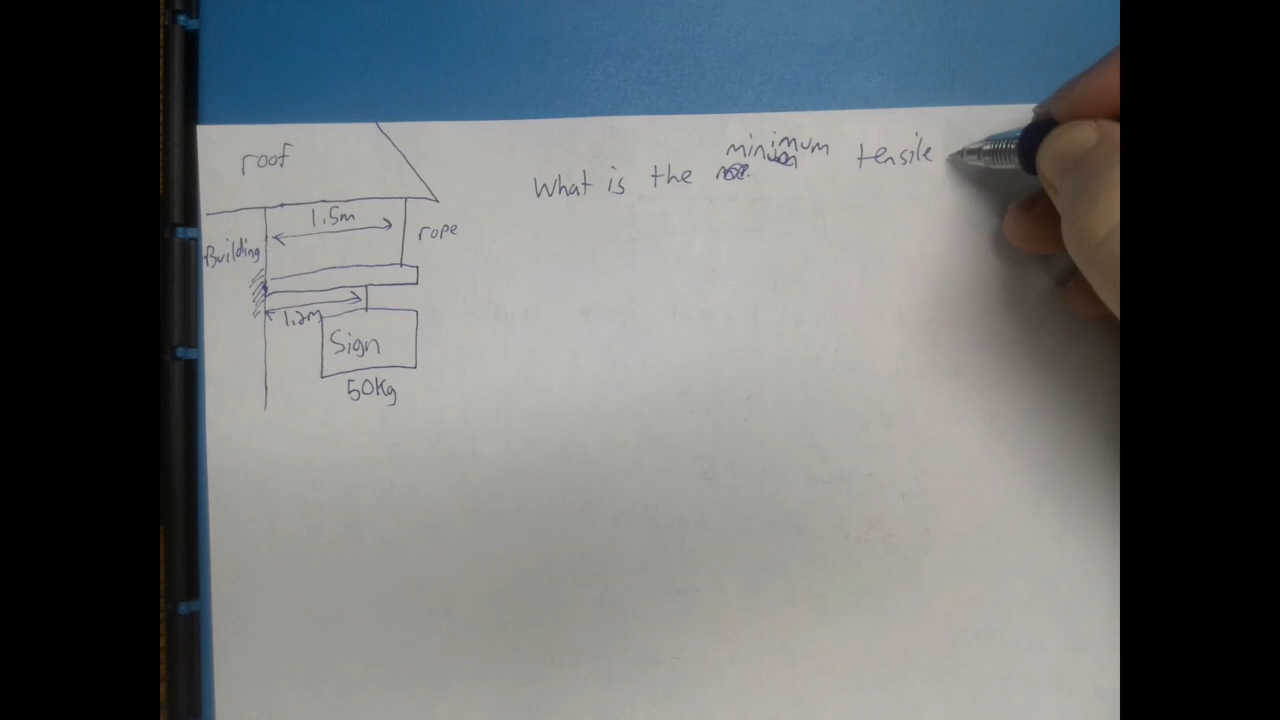 roof
What is the minimum tensile
1.5m
rope
Building
1.2m
Sign
50Kg